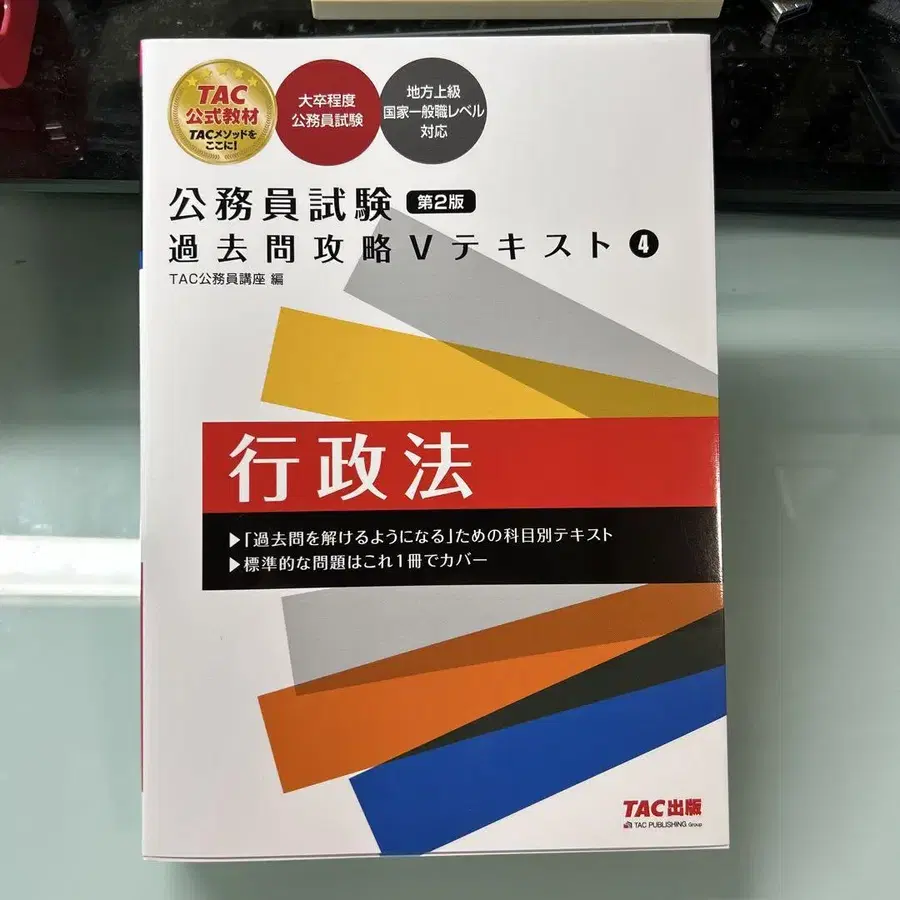 TAC
公式教材
TACメソッドを
ここに!
大卒程度
公務員試験
地方上級
国家一般職レベル
対応
公務員試験 第2版
過去問攻略Vテキスト 4
TAC公務員講座 編
行政法
▶「過去問を解けるようになる」ための科目別テキスト
▶標準的な問題はこれ1冊でカバー
TAC出版
TAC PUBLISHING Group